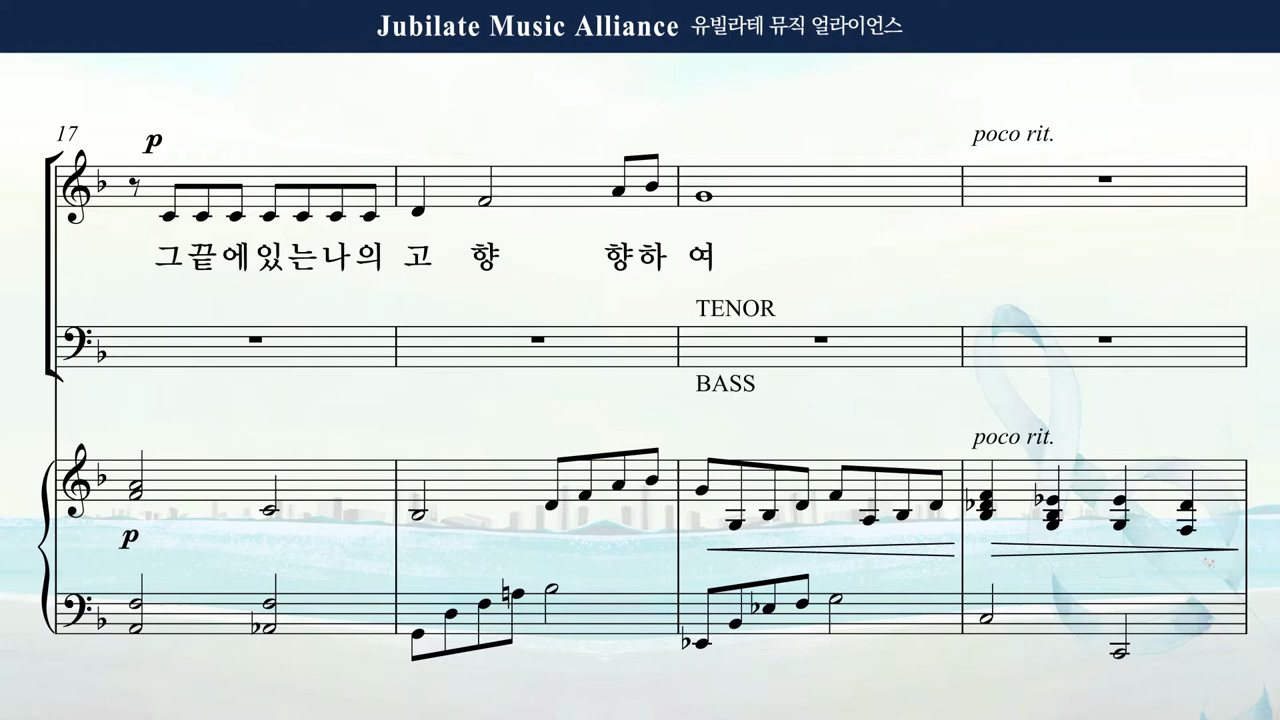 Jubilate Music Alliance 유빌라테 뮤직 얼라이언스
17
p
poco rit.
그끝에있는나의 고 향 향하 여
TENOR
BASS
poco rit.
p